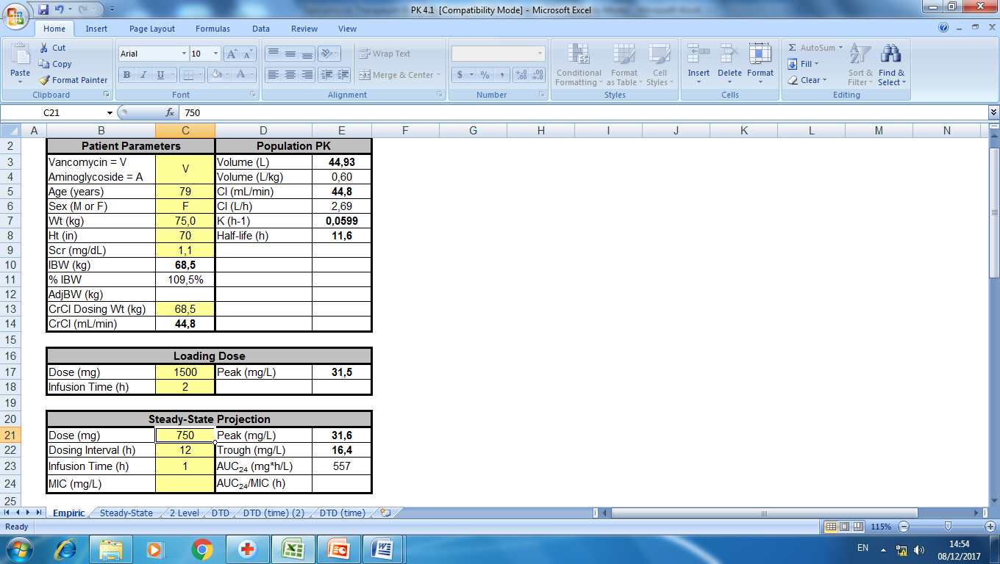 PK 4.1 [Compatibility Mode] - Microsoft Excel
Home Insert Page Layout Formulas Data Review View
Paste Cut Copy Format Painter Clipboard
Arial 10 B I U Font
Wrap Text Merge & Center Alignment
$ % , Number
Conditional Formatting Format as Table Cell Styles Styles
Insert Delete Format Cells
Σ AutoSum Fill Clear Sort & Filter Find & Select Editing
C21 fx 750
A B C D E F G H I J K L M N
2 Patient Parameters Population PK
3 Vancomycin = V V Volume (L) 44,93
4 Aminoglycoside = A Volume (L/kg) 0,60
5 Age (years) 79 Cl (mL/min) 44,8
6 Sex (M or F) F Cl (L/h) 2,69
7 Wt (kg) 75,0 K (h-1) 0,0599
8 Ht (in) 70 Half-life (h) 11,6
9 Scr (mg/dL) 1,1
10 IBW (kg) 68,5
11 % IBW 109,5%
12 AdjBW (kg)
13 CrCl Dosing Wt (kg) 68,5
14 CrCl (mL/min) 44,8
15
16 Loading Dose
17 Dose (mg) 1500 Peak (mg/L) 31,5
18 Infusion Time (h) 2
19
20 Steady-State Projection
21 Dose (mg) 750 Peak (mg/L) 31,6
22 Dosing Interval (h) 12 Trough (mg/L) 16,4
23 Infusion Time (h) 1 AUC24 (mg*h/L) 557
24 MIC (mg/L) AUC24/MIC (h)
25
Empiric Steady-State 2 Level DTD DTD (time) (2) DTD (time)
Ready 115%
EN 14:54
08/12/2017